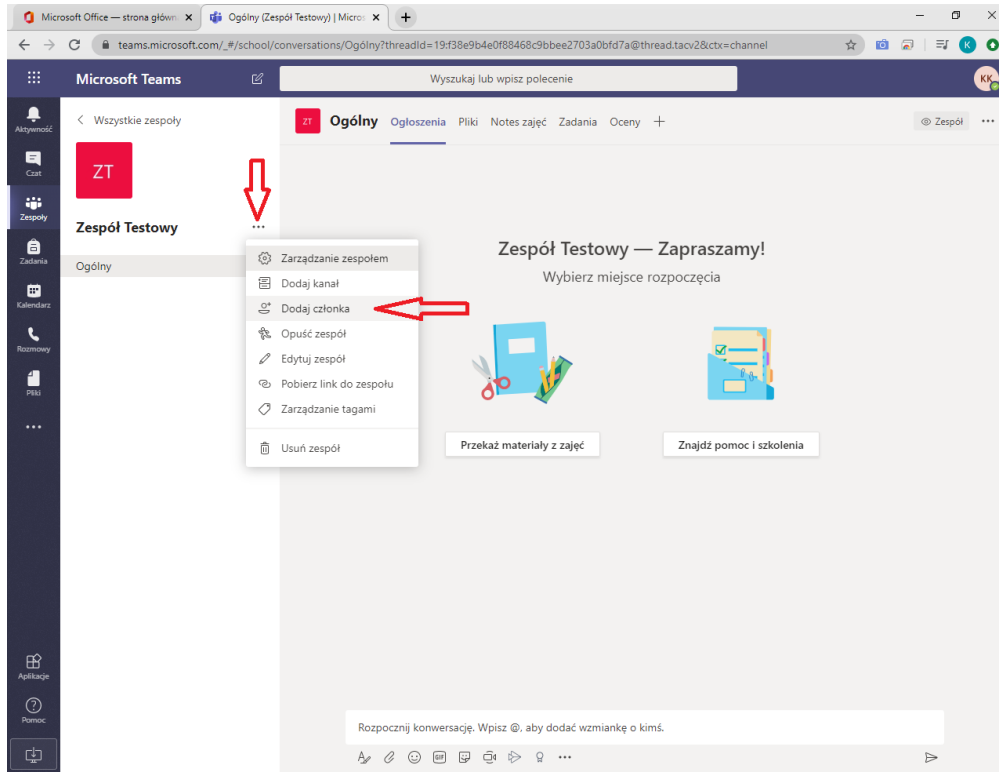 Microsoft Office — strona główn
Ogólny (Zespół Testowy) | Micros
teams.microsoft.com/_#/school/conversations/Ogólny?threadId=19:f38e9b4e0f88468c9bbee2703a0bfd7a@thread.tacv2&ctx=channel
K
Microsoft Teams
Wyszukaj lub wpisz polecenie
KK
Aktywność
Czat
Zespoły
Zadania
Kalendarz
Rozmowy
Pliki
Aplikacje
Pomoc
Wszystkie zespoły
ZT
Zespół Testowy
Ogólny
Zarządzanie zespołem
Dodaj kanał
Dodaj członka
Opuść zespół
Edytuj zespół
Pobierz link do zespołu
Zarządzanie tagami
Usuń zespół
ZT Ogólny Ogłoszenia Pliki Notes zajęć Zadania Oceny
Zespół
Zespół Testowy — Zapraszamy!
Wybierz miejsce rozpoczęcia
Przekaż materiały z zajęć
Znajdź pomoc i szkolenia
Rozpocznij konwersację. Wpisz @, aby dodać wzmiankę o kimś.
GIF